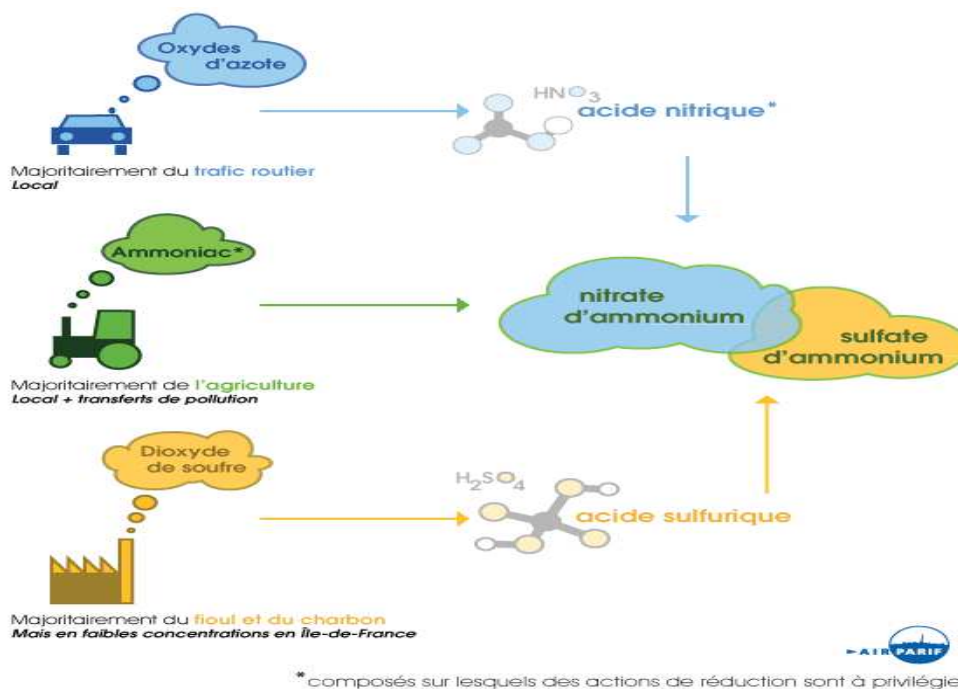 Oxydes
d'azote
HNO3
acide nitrique*
Majoritairement du trafic routier
Local
Ammoniac*
nitrate
d'ammonium
sulfate
d'ammonium
Majoritairement de l'agriculture
Local + transferts de pollution
Dioxyde
de soufre
H2SO4
acide sulfurique
Majoritairement du fioul et du charbon
Mais en faibles concentrations en Île-de-France
AIRPARIF
*composés sur lesquels des actions de réduction sont à privilégie